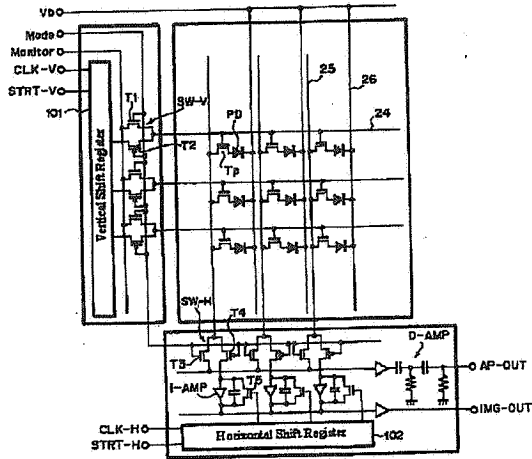 VD
Mode
Monitor
CLK-V
STRT-V
101
T1
SW-V
T2
Vertical Shift Register
25
26
24
PD
Tp
SW-H
T4
T3
T5
I-AMP
D-AMP
AP-OUT
IMG-OUT
CLK-H
STRT-H
Horizontal Shift Register
102